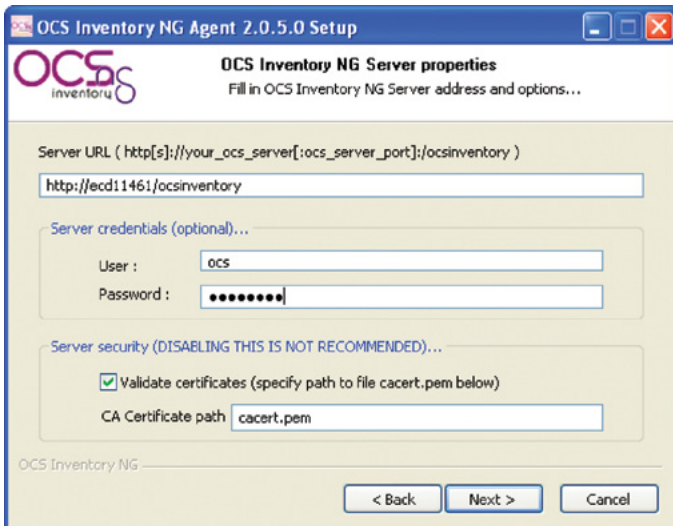 OCS Inventory NG Agent 2.0.5.0 Setup
OCS
inventory
ng
OCS Inventory NG Server properties
Fill in OCS Inventory NG Server address and options...
Server URL ( http[s]://your_ocs_server[:ocs_server_port]:/ocsinventory )
http://ecd11461/ocsinventory
Server credentials (optional)...
User : ocs
Password : ●●●●●●●●
Server security (DISABLING THIS IS NOT RECOMMENDED)...
Validate certificates (specify path to file cacert.pem below)
CA Certificate path cacert.pem
OCS Inventory NG
< Back Next > Cancel